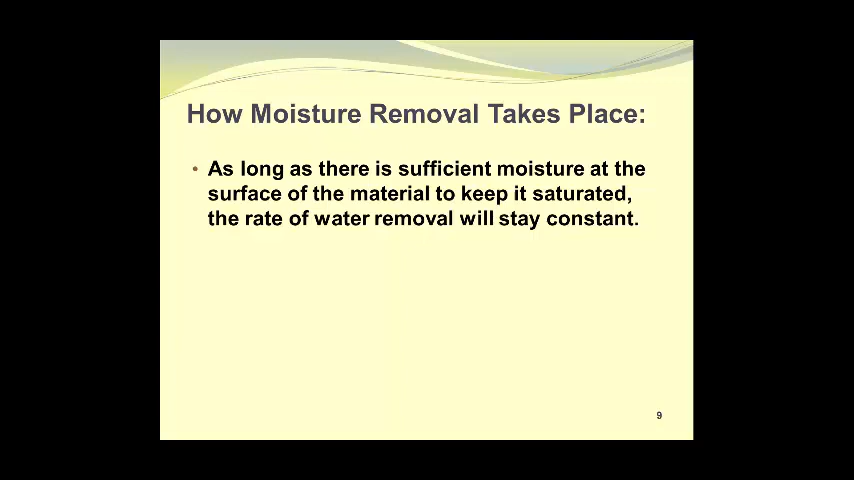 How Moisture Removal Takes Place:
• As long as there is sufficient moisture at the
surface of the material to keep it saturated,
the rate of water removal will stay constant.
9